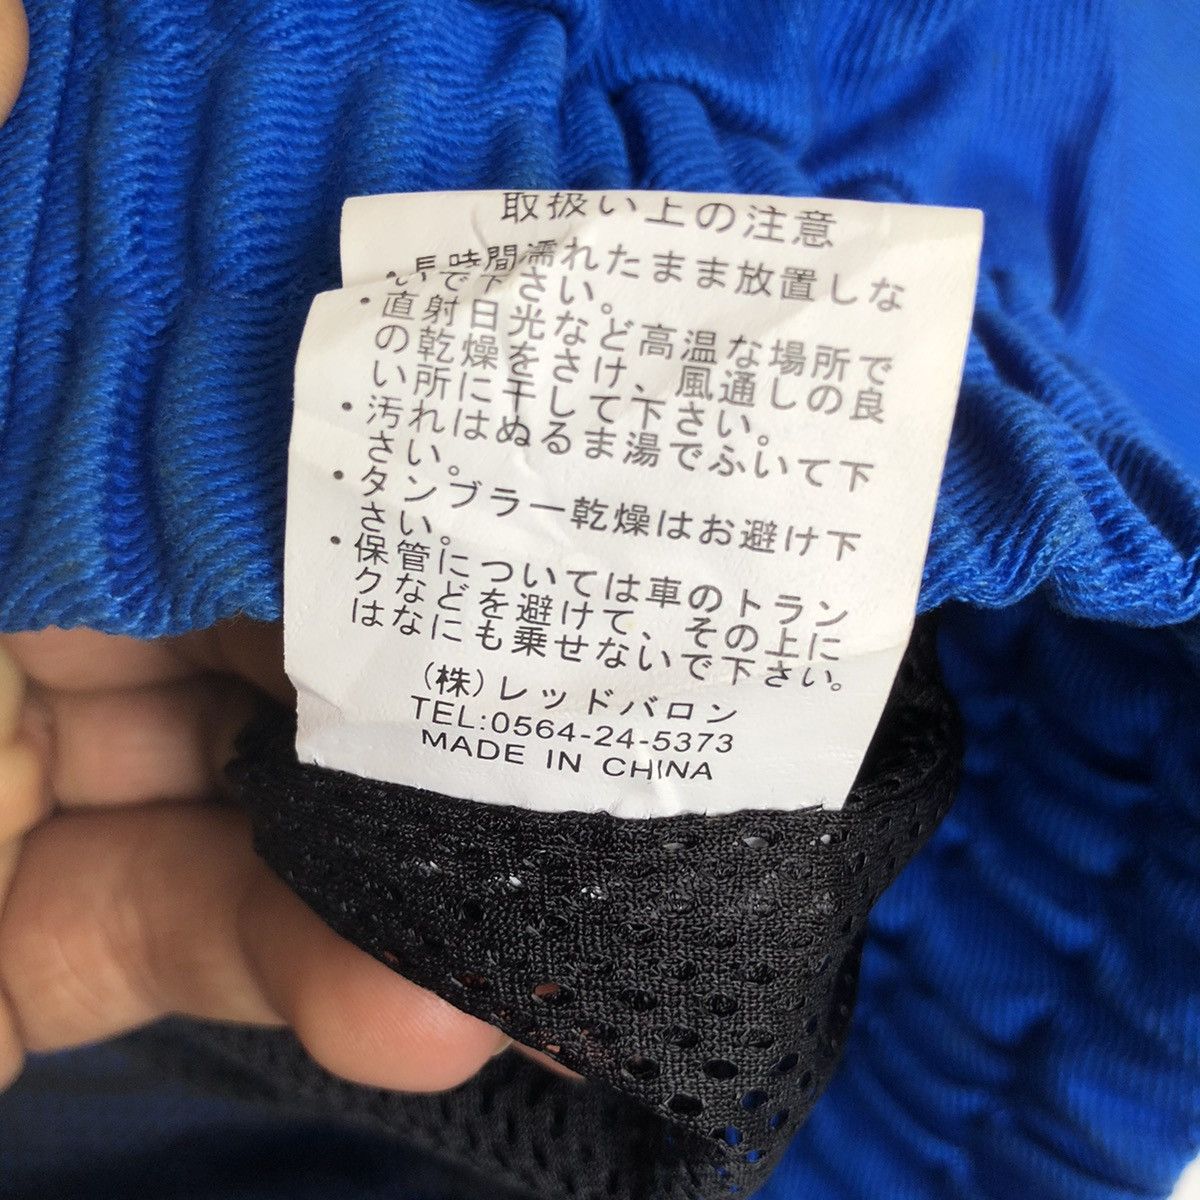 取扱い上の注意
・長時間濡れたまま放置しな
いで下さい。
・直射日光など高温な場所で
の乾燥をさけ、風通しの良
い所に干して下さい。
・汚れはぬるま湯でふいて下
さい。
・タンブラー乾燥はお避け下
さい。
・保管については車のトラン
クなどを避けて、その上に
はなにも乗せないで下さい。
(株)レッドバロン
TEL:0564-24-5373
MADE IN CHINA